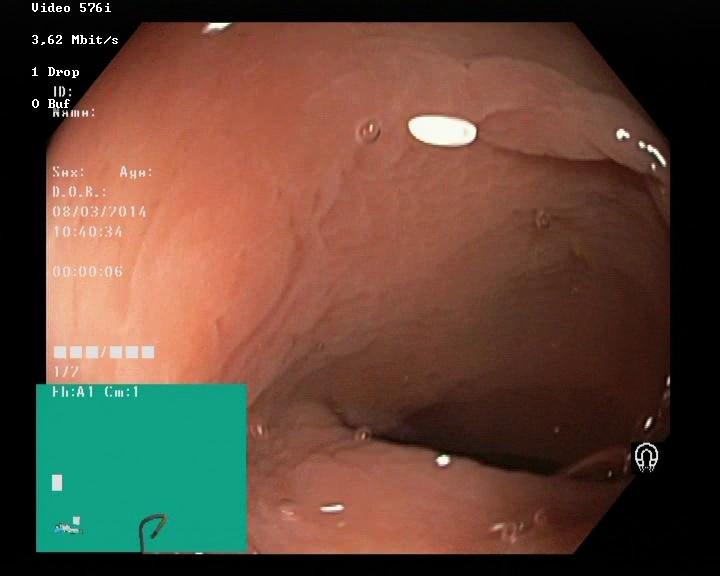 Video 576i
3,62 Mbit/s
1 Drop
ID:
0 Buf
Name:
Sex: Age:
D.O.B.:
08/03/2014
10:40:34
00:00:06
■■■/■■■
1/2
Eh:A1 Cm:1